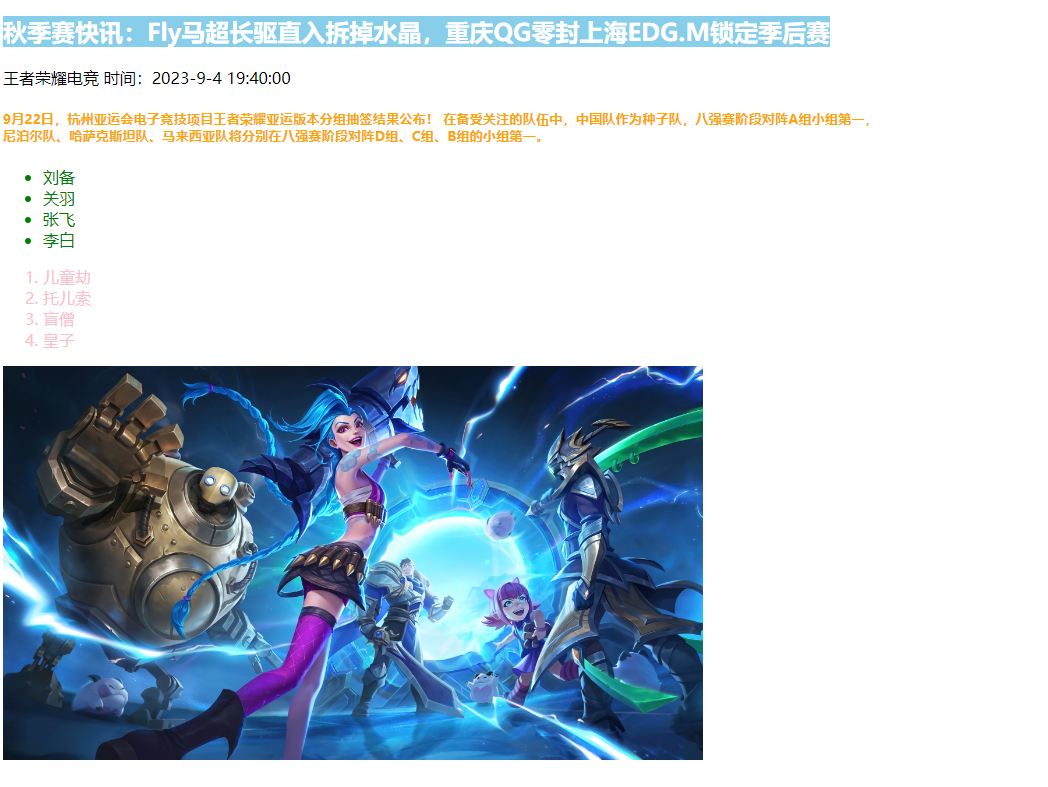 秋季赛快讯：Fly马超长驱直入拆掉水晶，重庆QG零封上海EDG.M锁定季后赛
王者荣耀电竞 时间：2023-9-4 19:40:00
9月22日，杭州亚运会电子竞技项目王者荣耀亚运版本分组抽签结果公布！ 在备受关注的队伍中，中国队作为种子队，八强赛阶段对阵A组小组第一，
尼泊尔队、哈萨克斯坦队、马来西亚队将分别在八强赛阶段对阵D组、C组、B组的小组第一。
• 刘备
• 关羽
• 张飞
• 李白
1. 儿童劫
2. 托儿索
3. 盲僧
4. 皇子